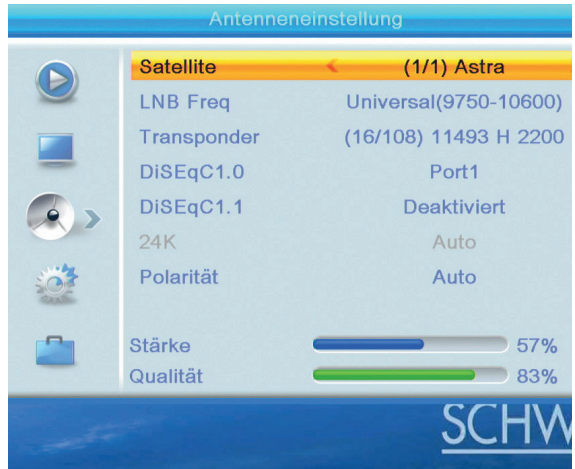 Antenneneinstellung
Satellite (1/1) Astra
LNB Freq Universal(9750-10600)
Transponder (16/108) 11493 H 2200
DiSEqC1.0 Port1
DiSEqC1.1 Deaktiviert
24K Auto
Polarität Auto
Stärke 57%
Qualität 83%
SCHW